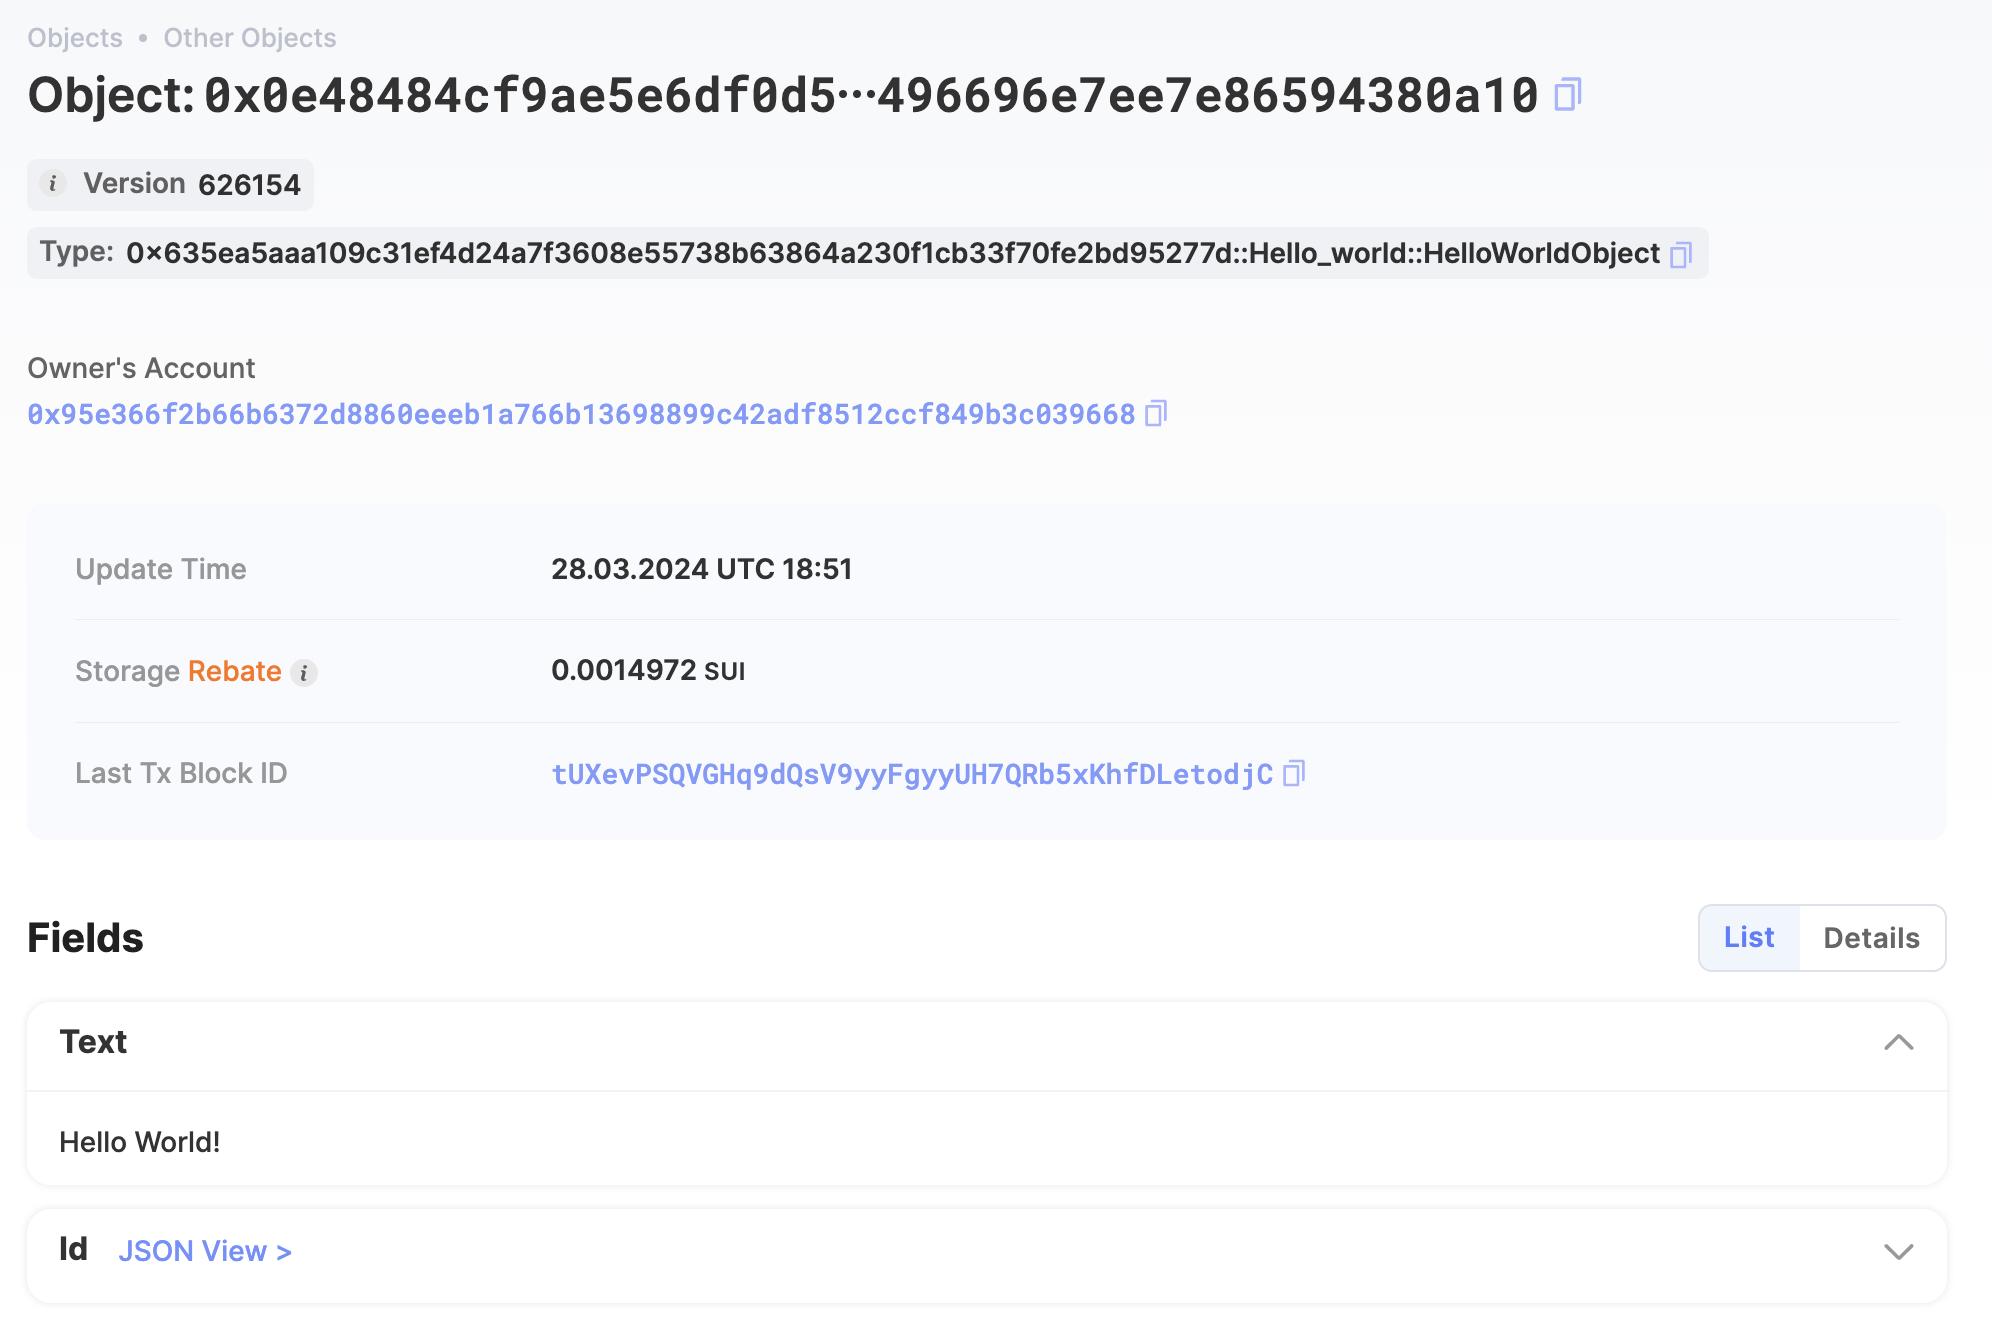 Objects • Other Objects
Object: 0x0e48484cf9ae5e6df0d5···496696e7ee7e86594380a10
i Version 626154
Type: 0x635ea5aaa109c31ef4d24a7f3608e55738b63864a230f1cb33f70fe2bd95277d::Hello_world::HelloWorldObject
Owner's Account
0x95e366f2b66b6372d8860eeeb1a766b13698899c42adf8512ccf849b3c039668
Update Time 28.03.2024 UTC 18:51
Storage Rebate i 0.0014972 SUI
Last Tx Block ID tUXevPSQVGHq9dQsV9yyFgyyUH7QRb5xKhfDLetodjC
Fields List Details
Text
Hello World!
Id JSON View >